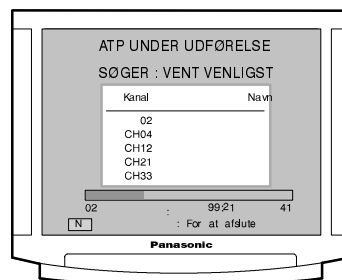 ATP UNDER UDFØRELSE
SØGER : VENT VENLIGST
Kanal Navn
02
CH04
CH12
CH21
CH33
02 : 99;21 41
N : For at afslute
Panasonic